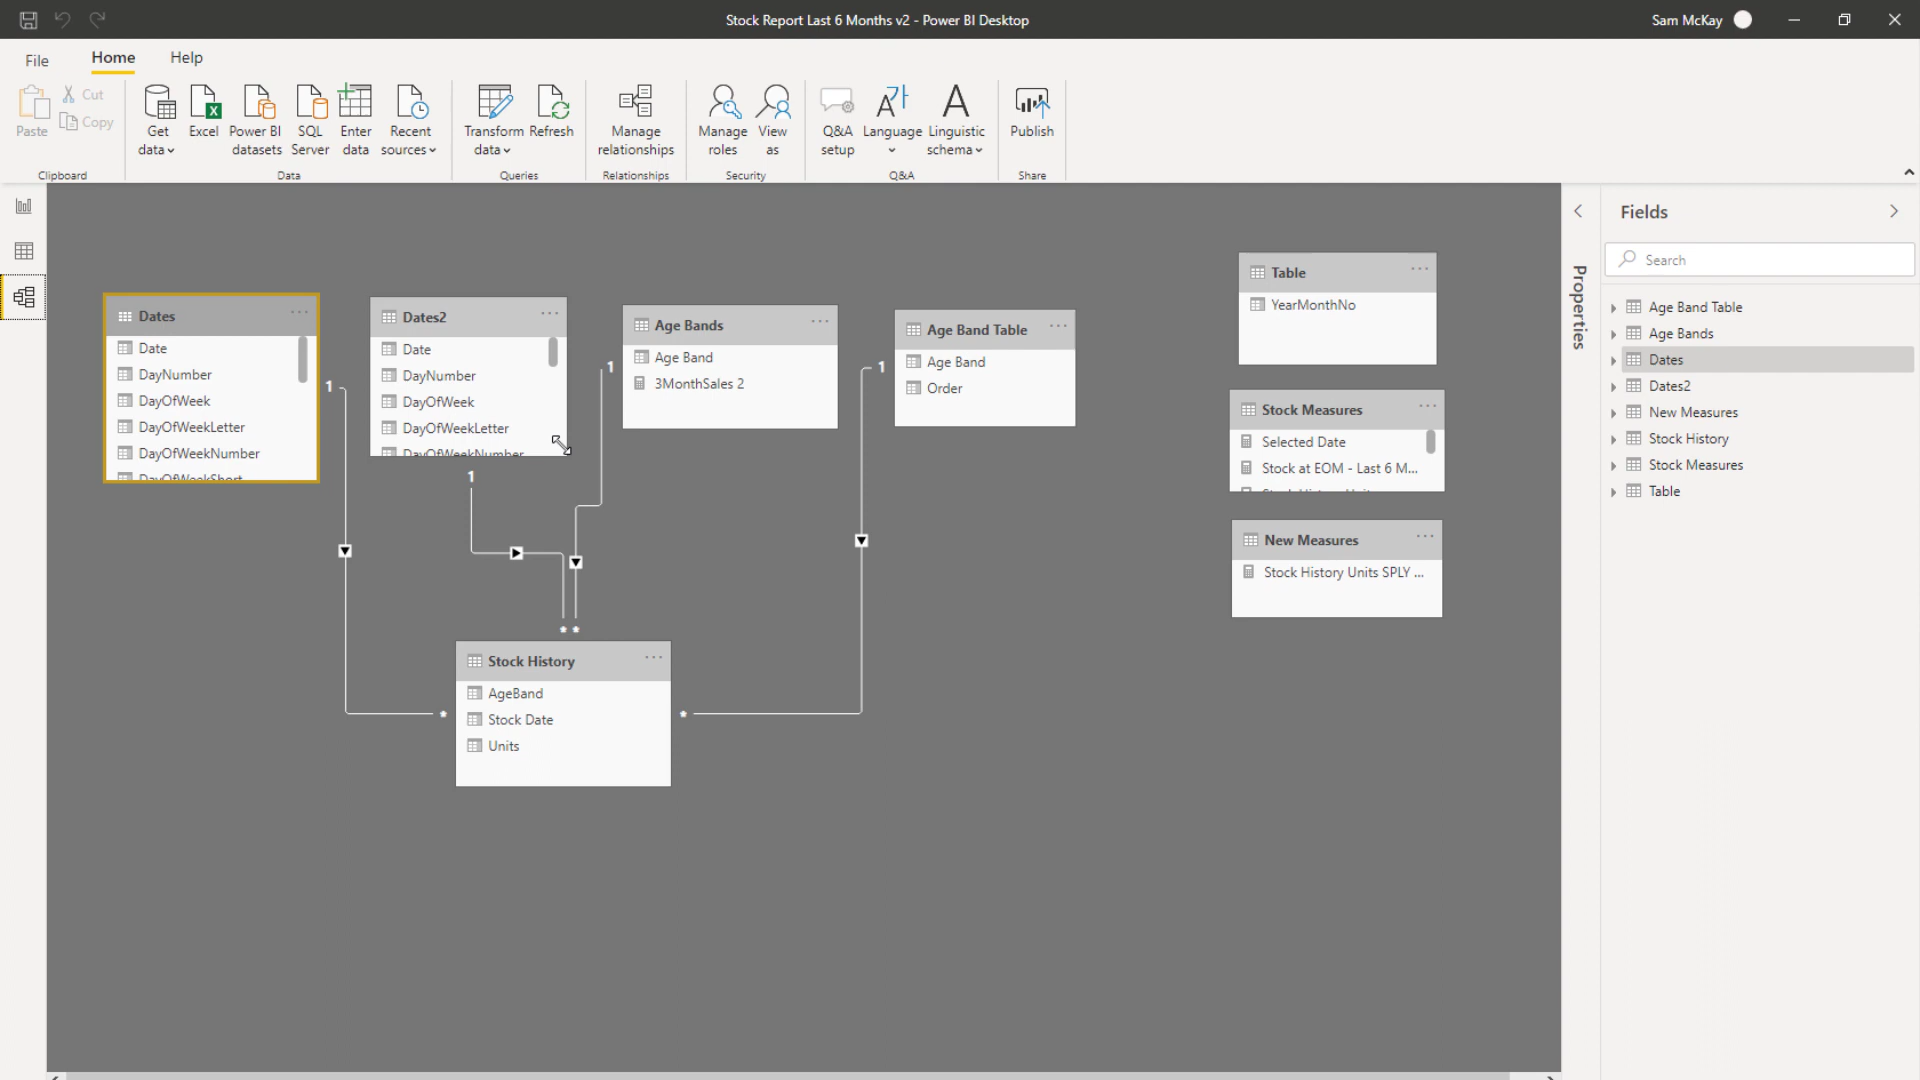 Stock Report Last 6 Months v2 - Power BI Desktop
Sam McKay
File
Home
Help
Paste
Cut
Copy
Clipboard
Get
data
Excel
Power BI
datasets
SQL
Server
Enter
data
Recent
sources
Data
Transform
data
Refresh
Queries
Manage
relationships
Relationships
Manage
roles
View
as
Security
Q&A
setup
Language
Linguistic
schema
Q&A
Publish
Share
Dates
Date
DayNumber
DayOfWeek
DayOfWeekLetter
DayOfWeekNumber
DayOfWeekShort
1
Dates2
Date
DayNumber
DayOfWeek
DayOfWeekLetter
DayOfWeekNumber
1
Age Bands
Age Band
3MonthSales 2
1
Age Band Table
Age Band
Order
1
* *
Stock History
AgeBand
Stock Date
Units
*
*
Table
YearMonthNo
Stock Measures
Selected Date
Stock at EOM - Last 6 M...
New Measures
Stock History Units SPLY ...
Properties
Fields
Search
Age Band Table
Age Bands
Dates
Dates2
New Measures
Stock History
Stock Measures
Table